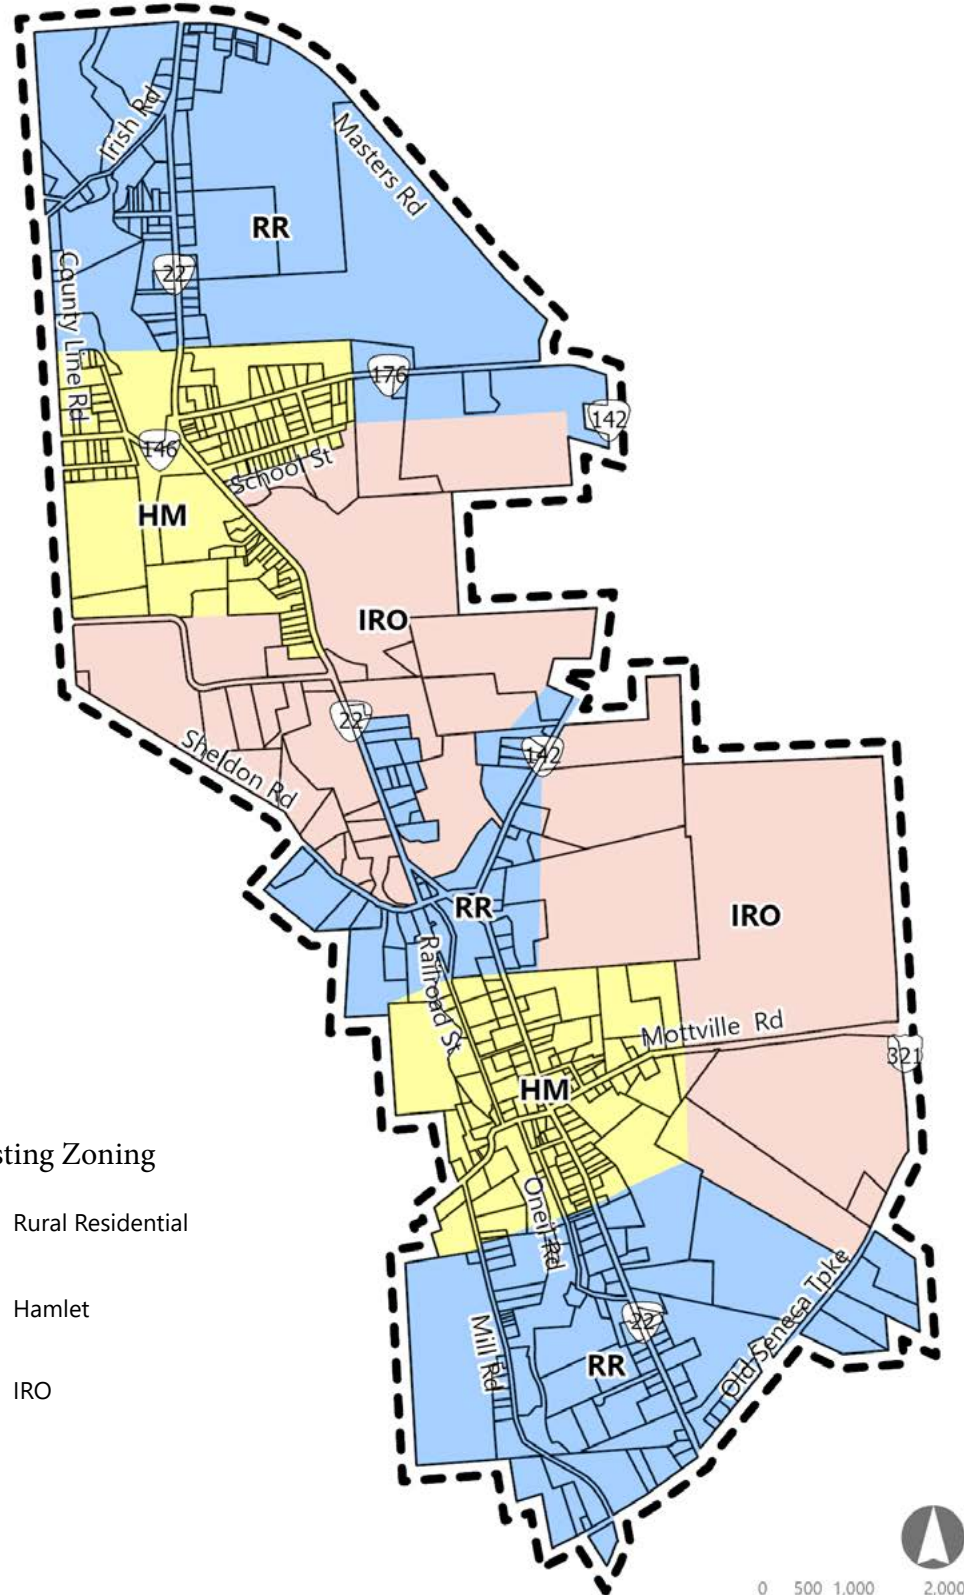 Irish Rd
Masters Rd
RR
22
County Line Rd
176
142
146
School St
HM
IRO
22
142
Sheldon Rd
RR
IRO
Railroad St
Mottville Rd
321
HM
sting Zoning
Oneil Rd
Rural Residential
Old Seneca Tpke
Hamlet
22
Mill Rd
RR
IRO
0 500 1,000 2,000